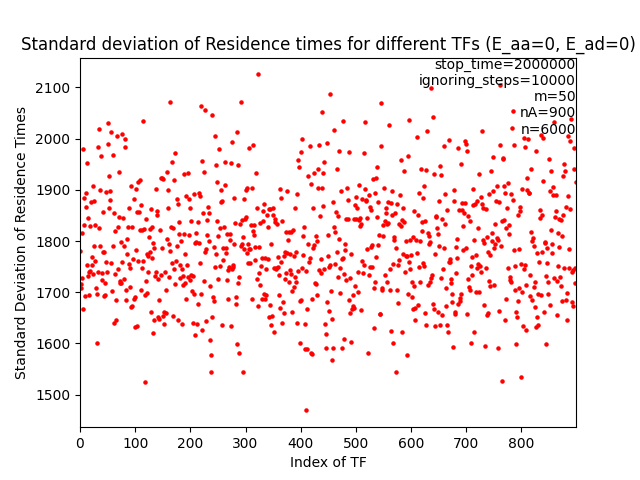 Standard deviation of Residence times for different TFs (E_aa=0, E_ad=0)
stop_time=2000000
ignoring_steps=10000
m=50
nA=900
n=6000
2100
2000
1900
1800
1700
1600
1500
Standard Deviation of Residence Times
0 100 200 300 400 500 600 700 800
Index of TF